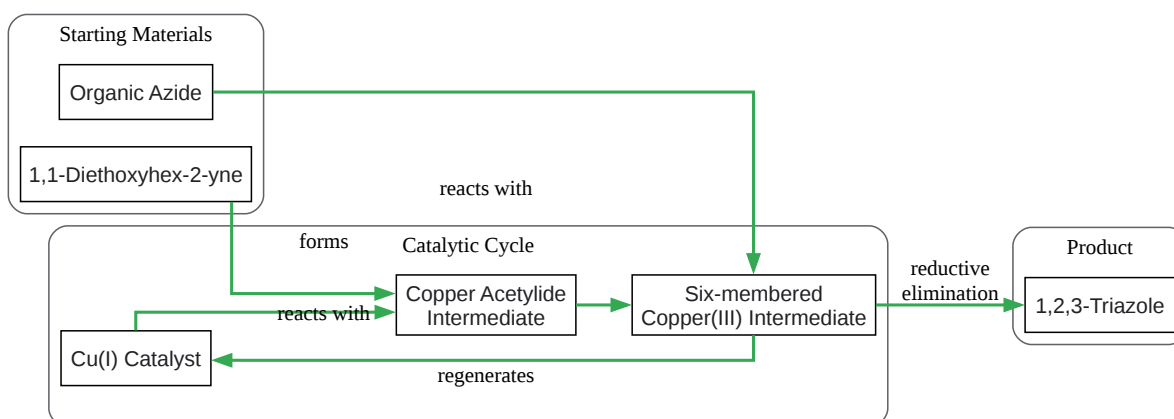 Starting Materials
Organic Azide
1,1-Diethoxyhex-2-yne
reacts with
forms
Catalytic Cycle
Product
Copper Acetylide
Intermediate
Six-membered
Copper(III) Intermediate
reductive
elimination
1,2,3-Triazole
reacts with
Cu(I) Catalyst
regenerates